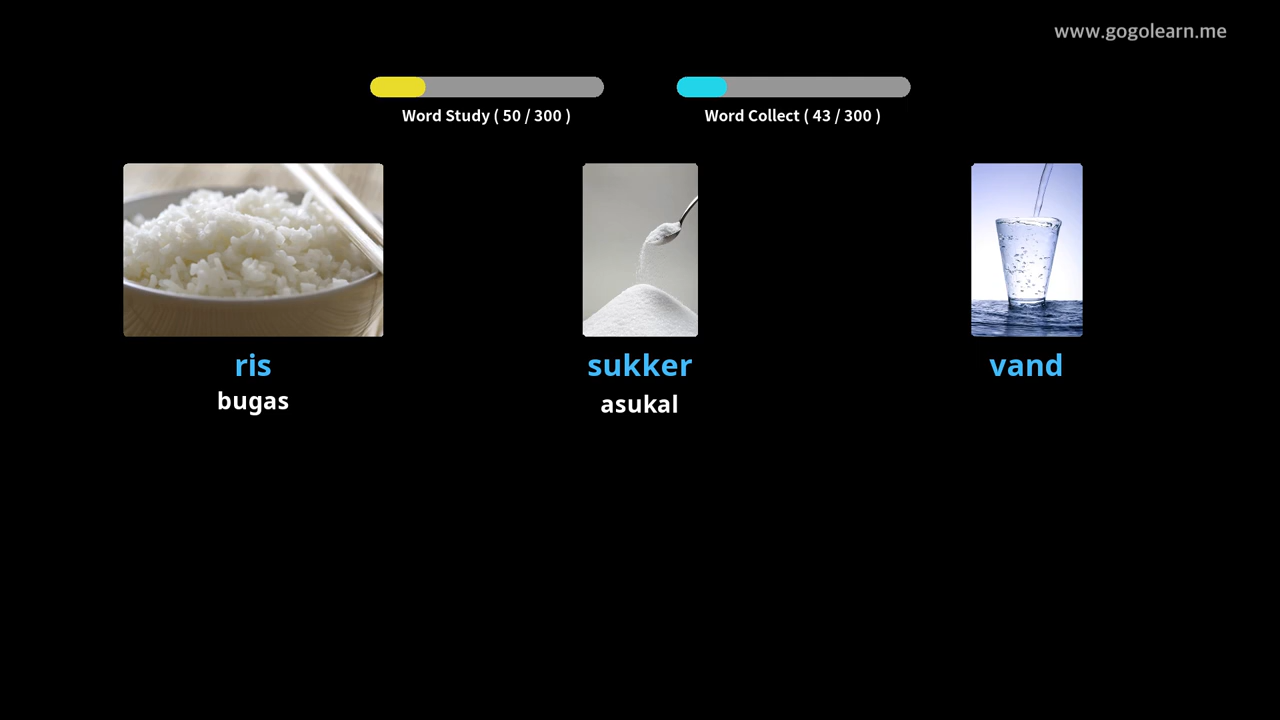 www.gogolearn.me
Word Study ( 50 / 300 )
Word Collect ( 43 / 300 )
ris
sukker
vand
bugas
asukal